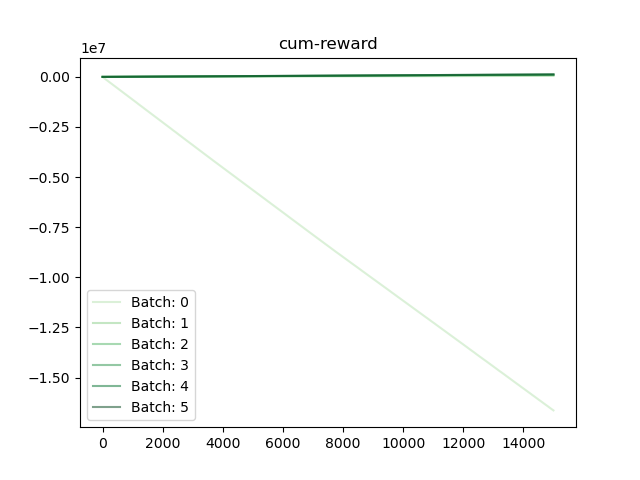 cum-reward
1e7
0.00
−0.25
−0.50
−0.75
−1.00
−1.25
−1.50
Batch: 0
Batch: 1
Batch: 2
Batch: 3
Batch: 4
Batch: 5
0 2000 4000 6000 8000 10000 12000 14000